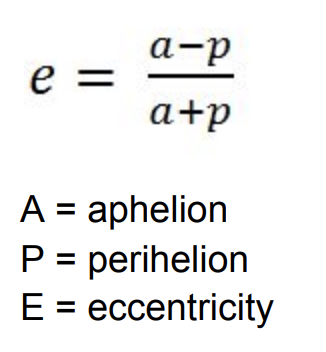 e = a−p / a+p
A = aphelion
P = perihelion
E = eccentricity